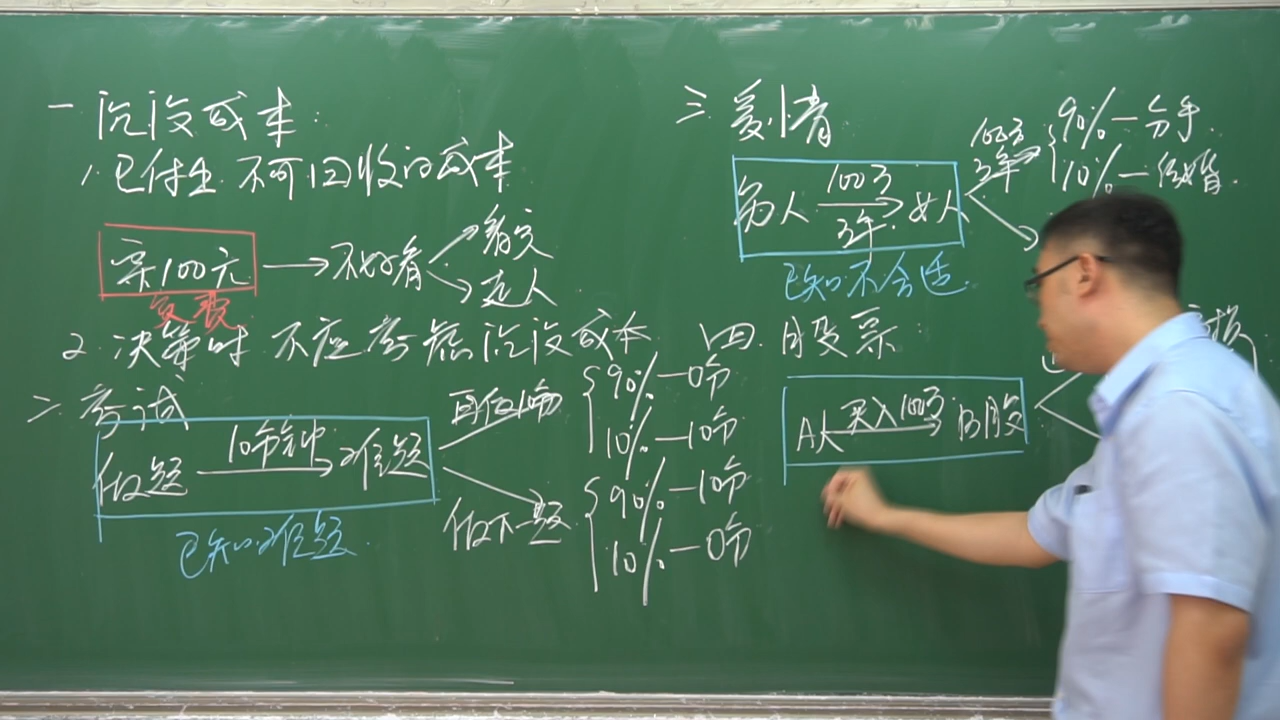 一 沉没成本:
1、已付出 不可回收的成本
票100元 → 不好看
看完
走人
免费
2、决策时 不应考虑沉没成本
二、考试
做题 10分钟 难题
已知难题
再做10分
90%—0分
10%—10分
做下一题
90%—10分
10%—0分
三 爱情
男人 100万 3年 女人
已知不合适
100万
3年
90%—分手
10%—结婚
四、股票:
A人 买入100万 B股